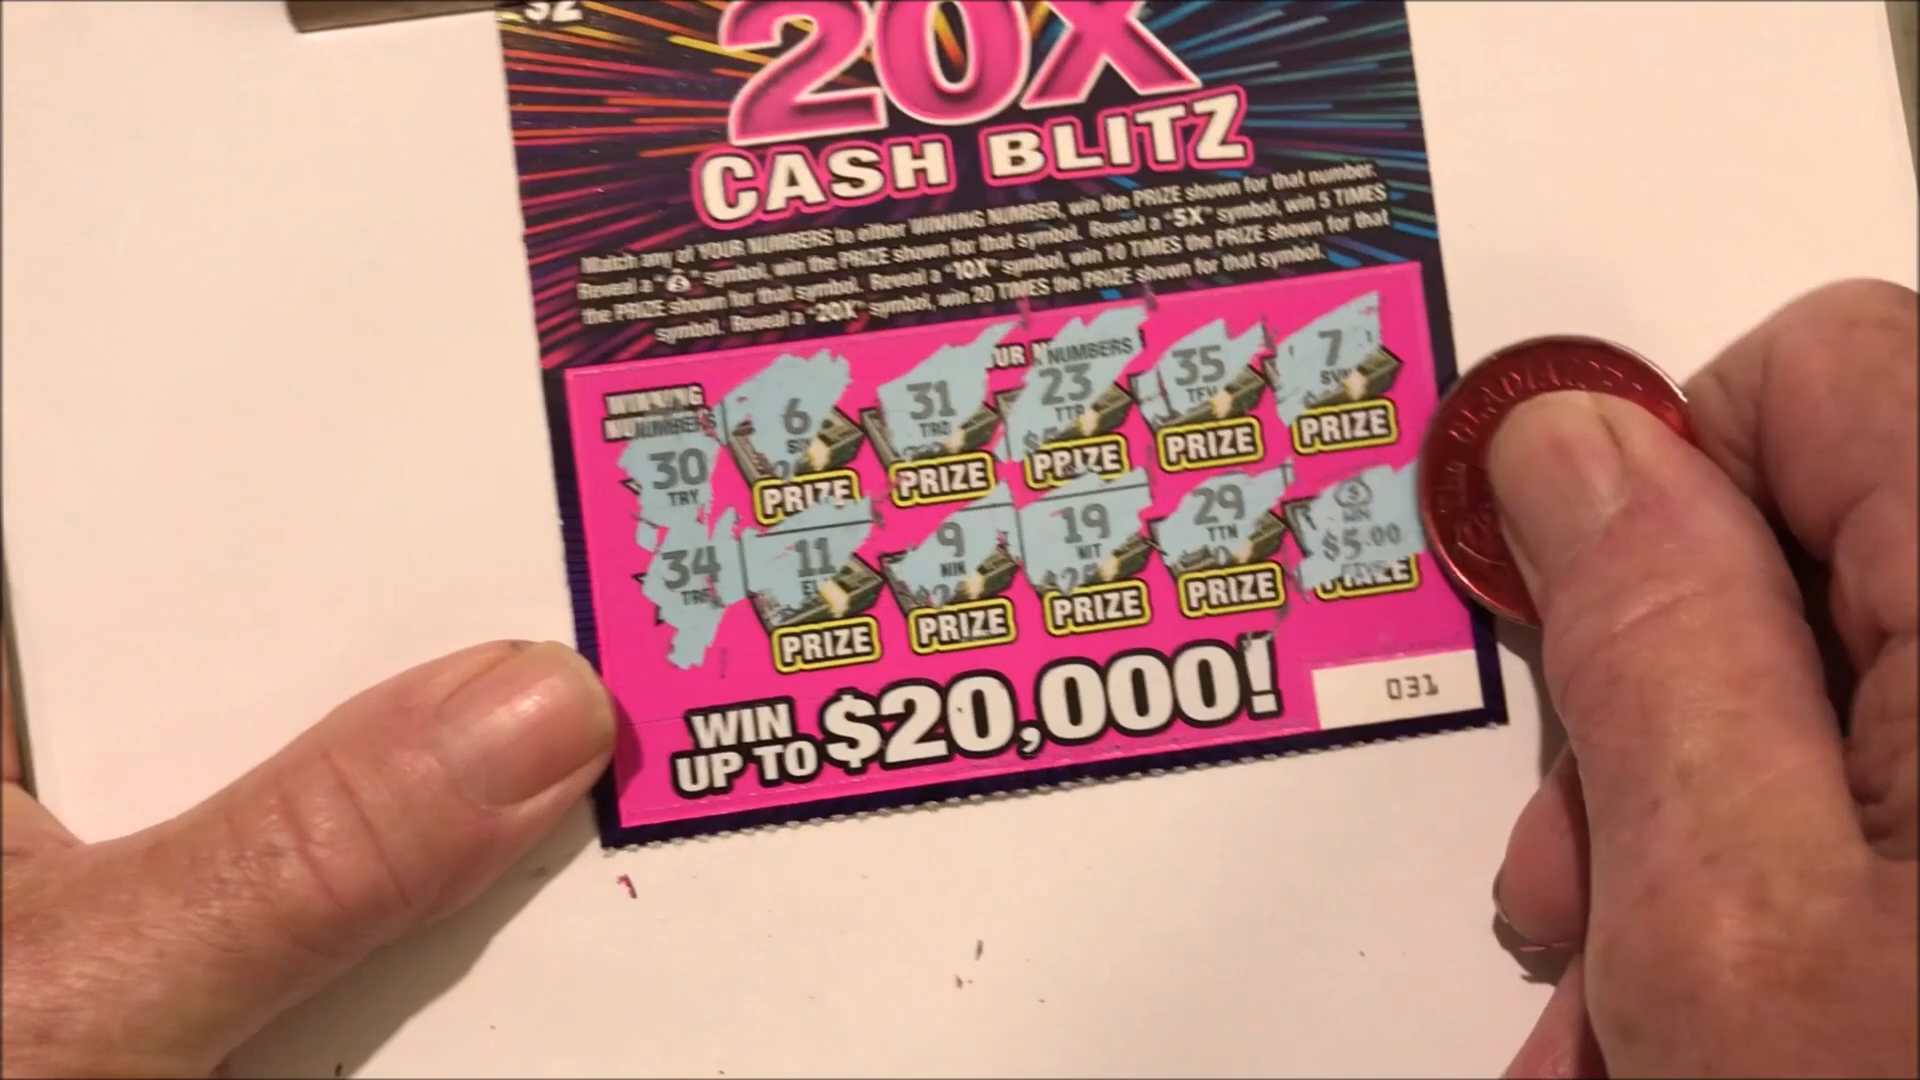 $2
20X
CASH BLITZ
Match any of YOUR NUMBERS to either WINNING NUMBER, win the PRIZE shown for that number.
Reveal a " " symbol, win the PRIZE shown for that symbol. Reveal a "5X" symbol, win 5 TIMES
the PRIZE shown for that symbol. Reveal a "10X" symbol, win 10 TIMES the PRIZE shown for that
symbol. Reveal a "20X" symbol, win 20 TIMES the PRIZE shown for that symbol.
WINNING
NUMBERS
NUMBERS
30
TRY
34
6
31
23
35
7
PRIZE PRIZE PRIZE PRIZE PRIZE
11
9
19
29
$
NIN
NIT
TTN
WIN
$5.00
PRIZE PRIZE PRIZE PRIZE PRIZE
WIN
UP TO $20,000!
031